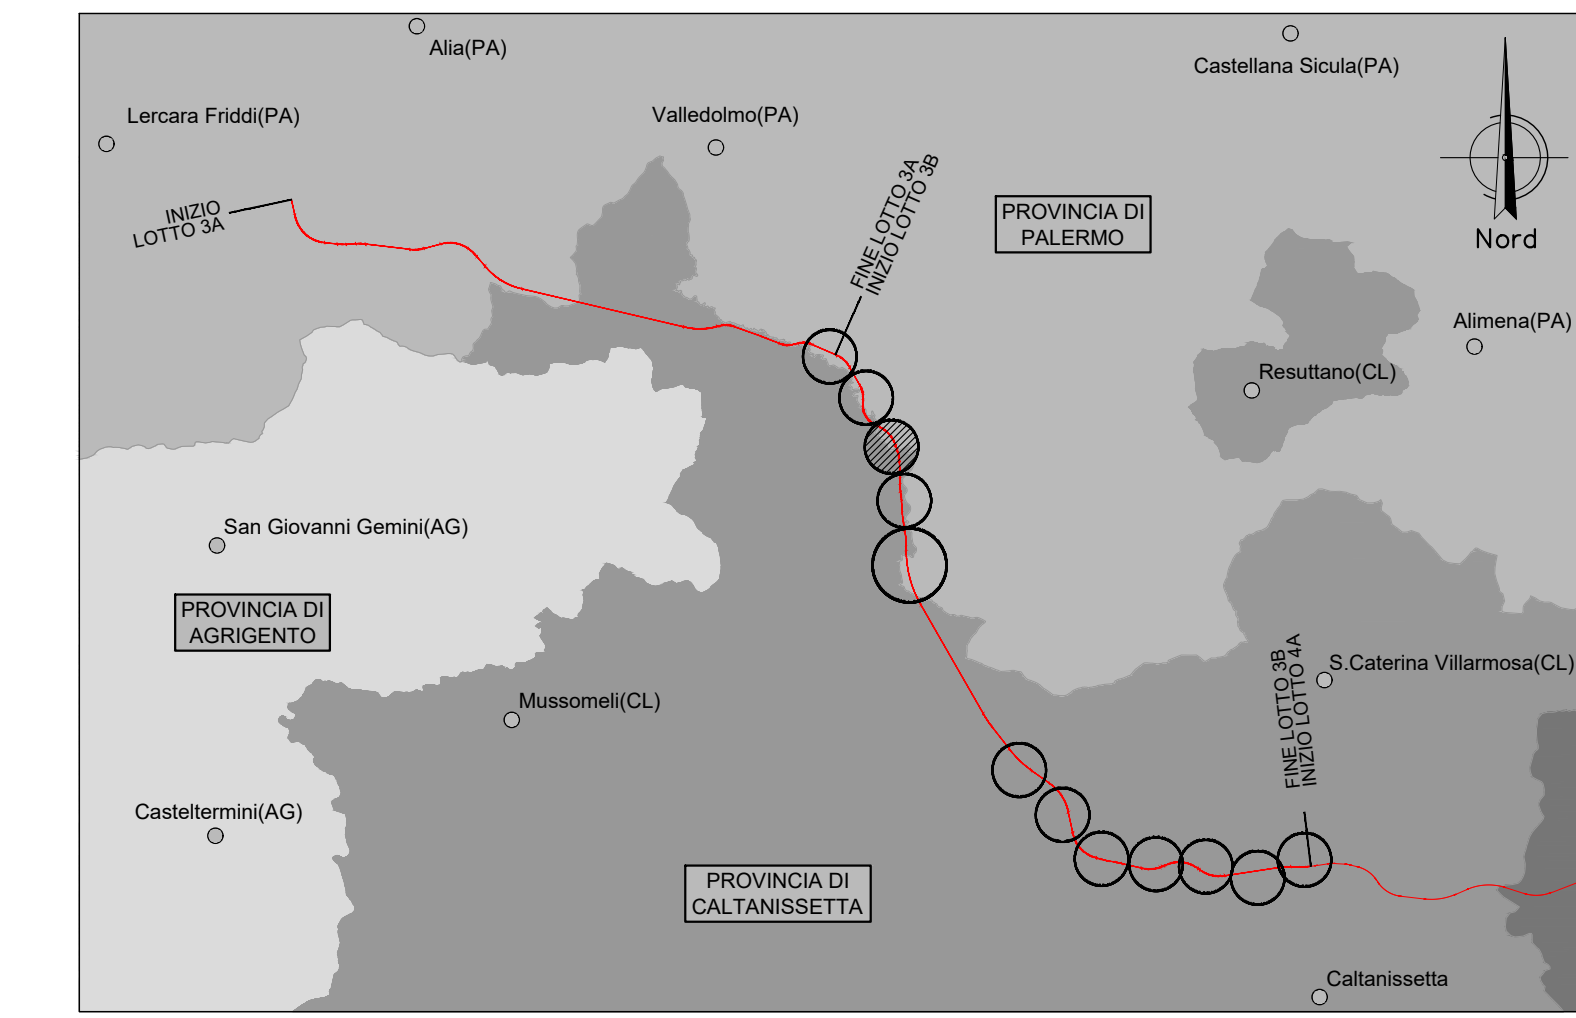 Alia(PA)
Castellana Sicula(PA)
Lercara Friddi(PA)
Valledolmo(PA)
INIZIO
LOTTO 3A
FINE LOTTO 3A
INIZIO LOTTO 3B
PROVINCIA DI
PALERMO
Nord
Alimena(PA)
Resuttano(CL)
San Giovanni Gemini(AG)
PROVINCIA DI
AGRIGENTO
Mussomeli(CL)
FINE LOTTO 3B
INIZIO LOTTO 4A
S.Caterina Villarmosa(CL)
Casteltermini(AG)
PROVINCIA DI
CALTANISSETTA
Caltanissetta